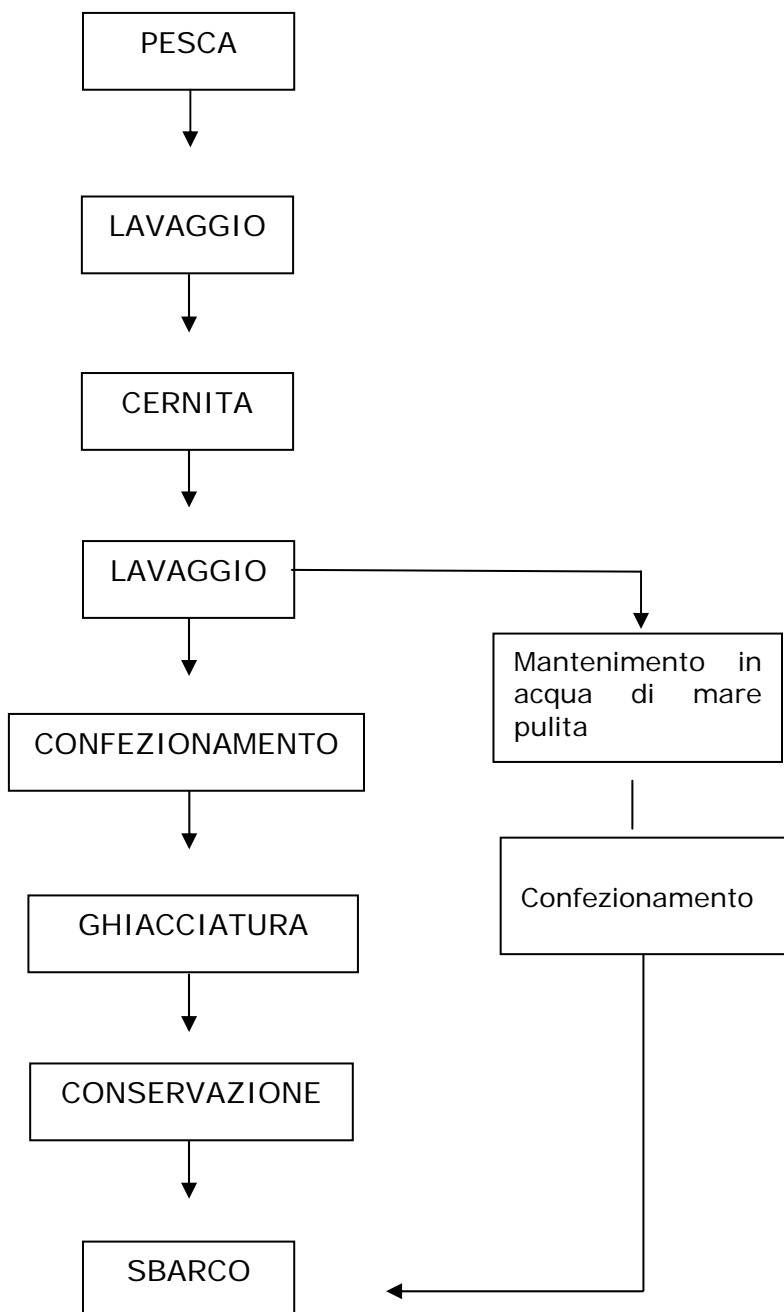 PESCA
LAVAGGIO
CERNITA
LAVAGGIO
Mantenimento in
acqua di mare
pulita
CONFEZIONAMENTO
Confezionamento
GHIACCIATURA
CONSERVAZIONE
SBARCO